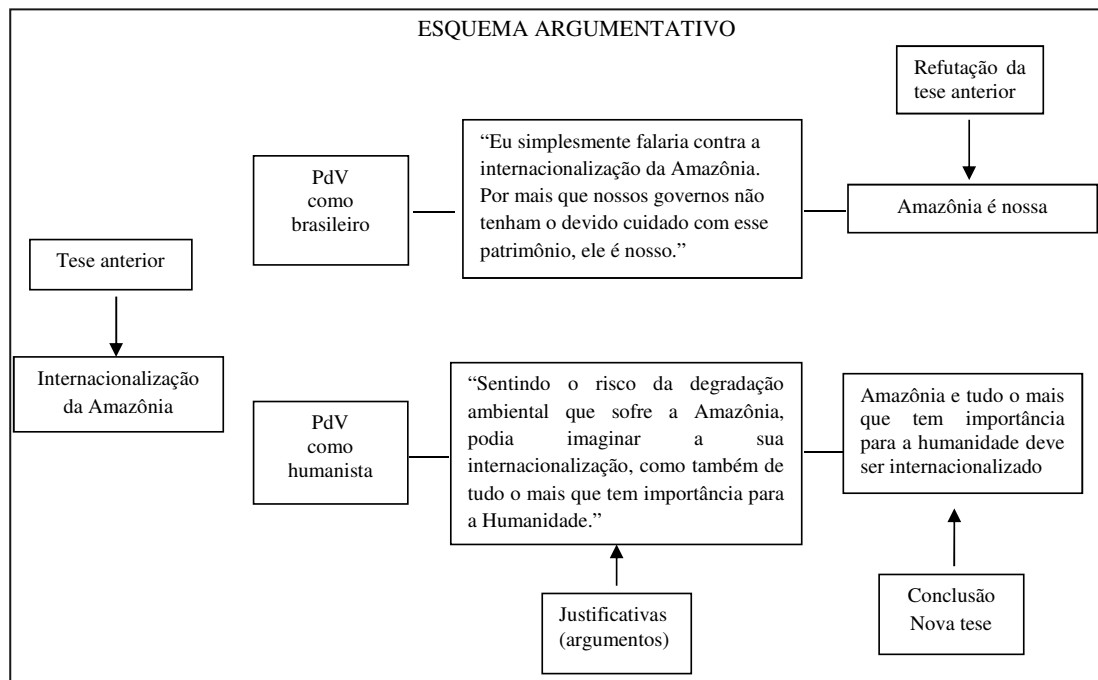 ESQUEMA ARGUMENTATIVO
Refutação da
tese anterior
PdV
como
brasileiro
“Eu simplesmente falaria contra a
internacionalização da Amazônia.
Por mais que nossos governos não
tenham o devido cuidado com esse
patrimônio, ele é nosso.”
Amazônia é nossa
Tese anterior
Internacionalização
da Amazônia
PdV
como
humanista
“Sentindo o risco da degradação
ambiental que sofre a Amazônia,
podia imaginar a sua
internacionalização, como também de
tudo o mais que tem importância para
a Humanidade.”
Amazônia e tudo o mais
que tem importância
para a humanidade deve
ser internacionalizado
Justificativas
(argumentos)
Conclusão
Nova tese